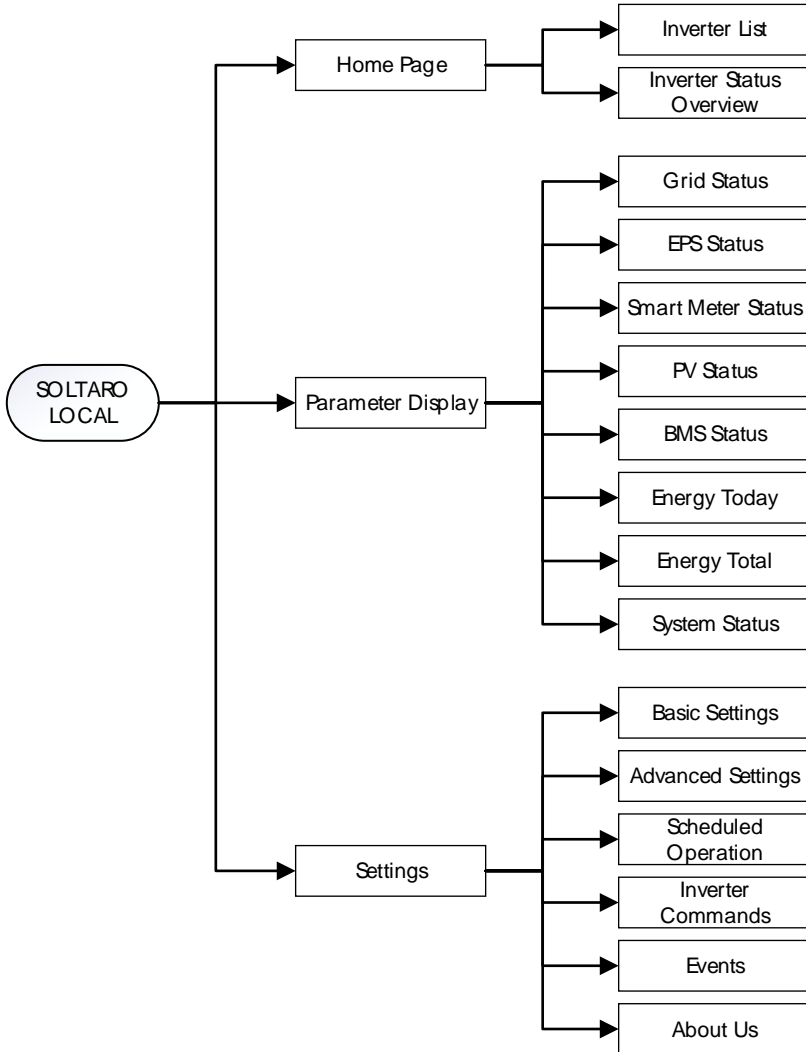 SOLTARO
LOCAL
Home Page
Inverter List
Inverter Status
Overview
Parameter Display
Grid Status
EPS Status
Smart Meter Status
PV Status
BMS Status
Energy Today
Energy Total
System Status
Settings
Basic Settings
Advanced Settings
Scheduled
Operation
Inverter
Commands
Events
About Us